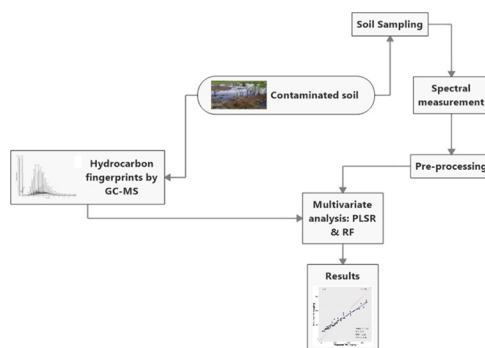 Soil Sampling
Contaminated soil
Spectral
measurement
Pre-processing
Hydrocarbon
fingerprints by
GC-MS
Multivariate
analysis: PLSR
& RF
Results